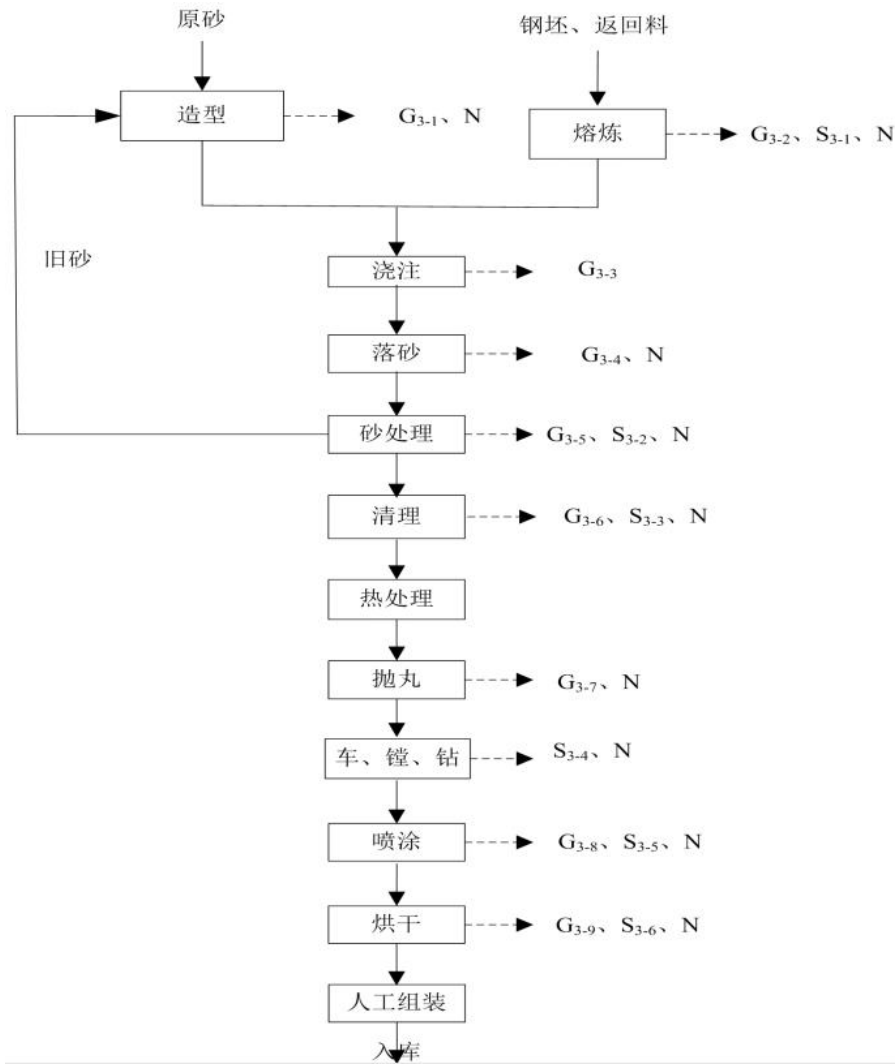 原砂
钢坯、返回料
造型
G3-1、N
熔炼
G3-2、S3-1、N
旧砂
浇注
G3-3
落砂
G3-4、N
砂处理
G3-5、S3-2、N
清理
G3-6、S3-3、N
热处理
抛丸
G3-7、N
车、镗、钻
S3-4、N
喷涂
G3-8、S3-5、N
烘干
G3-9、S3-6、N
人工组装
入库